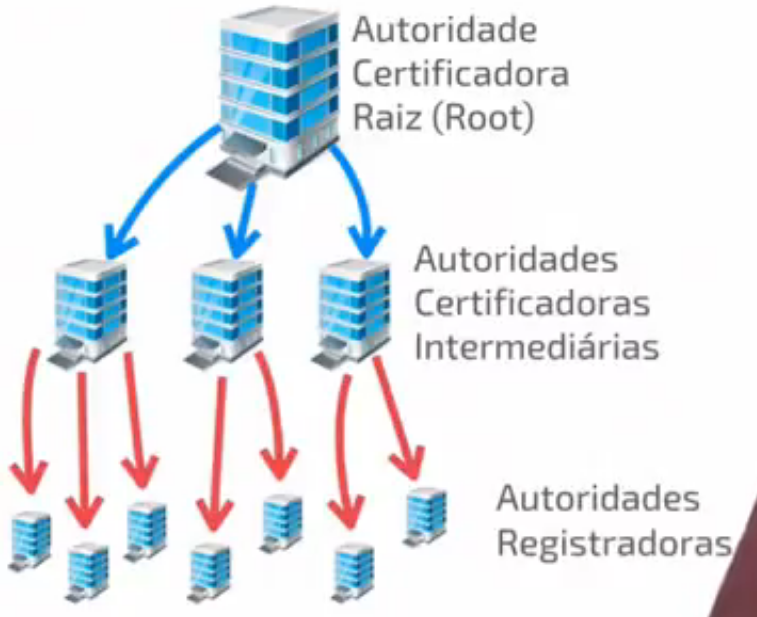 Autoridade
Certificadora
Raiz (Root)
Autoridades
Certificadoras
Intermediárias
Autoridades
Registradoras